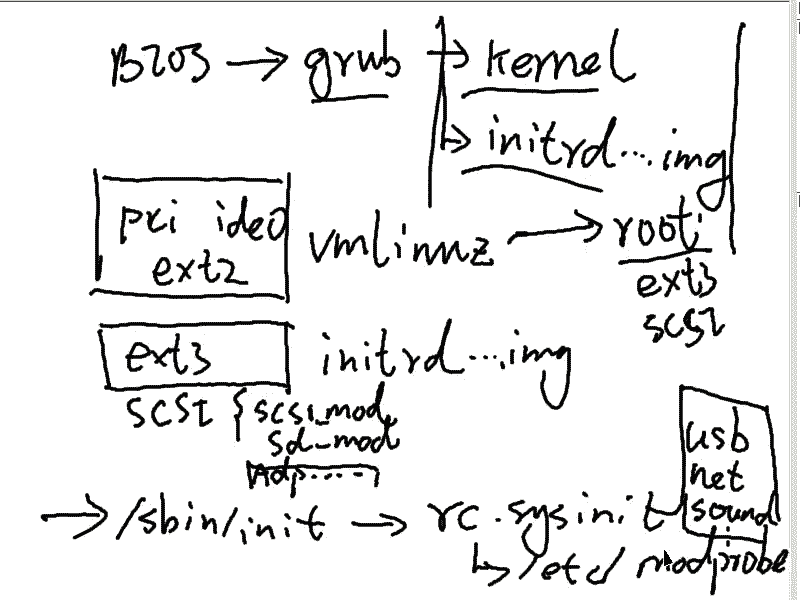 BIOS → grub → kernel
→ initrd....img
pci ide0
ext2
vmlinuz → root:
ext3
SCSI
ext3
initrd....img
SCSI { scsi_mod
sd_mod
usb
net
sound
→ /sbin/init → rc.sysinit
↳ /etc/ modprobe